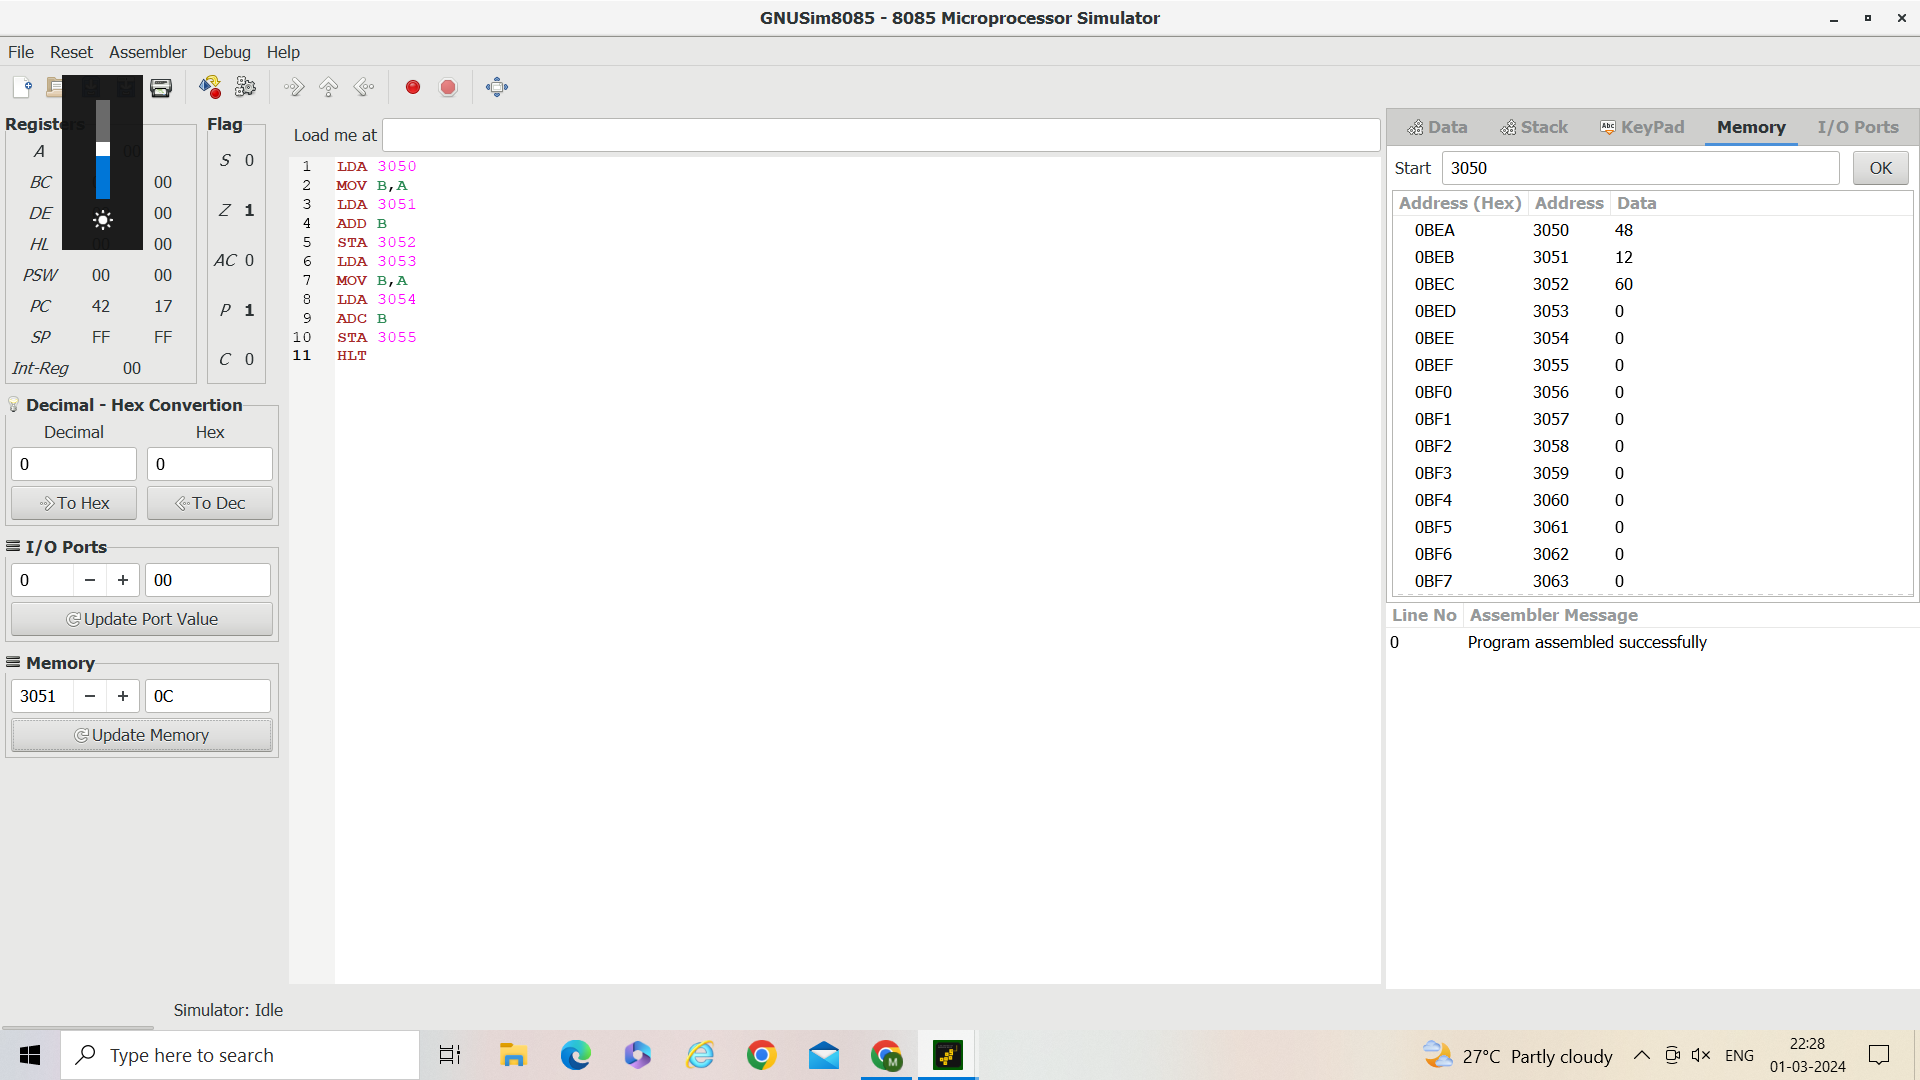 GNUSim8085 - 8085 Microprocessor Simulator
File Reset Assembler Debug Help
Registers
A 00
BC 00
DE 00
HL 00 00
PSW 00 00
PC 42 17
SP FF FF
Int-Reg 00
Flag
S 0
Z 1
AC 0
P 1
C 0
Decimal - Hex Convertion
Decimal Hex
0 0
To Hex To Dec
I/O Ports
0 − + 00
Update Port Value
Memory
3051 − + 0C
Update Memory
Load me at
1 LDA 3050
2 MOV B,A
3 LDA 3051
4 ADD B
5 STA 3052
6 LDA 3053
7 MOV B,A
8 LDA 3054
9 ADC B
10 STA 3055
11 HLT
Data Stack Abc KeyPad Memory I/O Ports
Start 3050 OK
Address (Hex) Address Data
0BEA 3050 48
0BEB 3051 12
0BEC 3052 60
0BED 3053 0
0BEE 3054 0
0BEF 3055 0
0BF0 3056 0
0BF1 3057 0
0BF2 3058 0
0BF3 3059 0
0BF4 3060 0
0BF5 3061 0
0BF6 3062 0
0BF7 3063 0
Line No Assembler Message
0 Program assembled successfully
Simulator: Idle
Type here to search
M
27°C Partly cloudy
ENG
22:28
01-03-2024